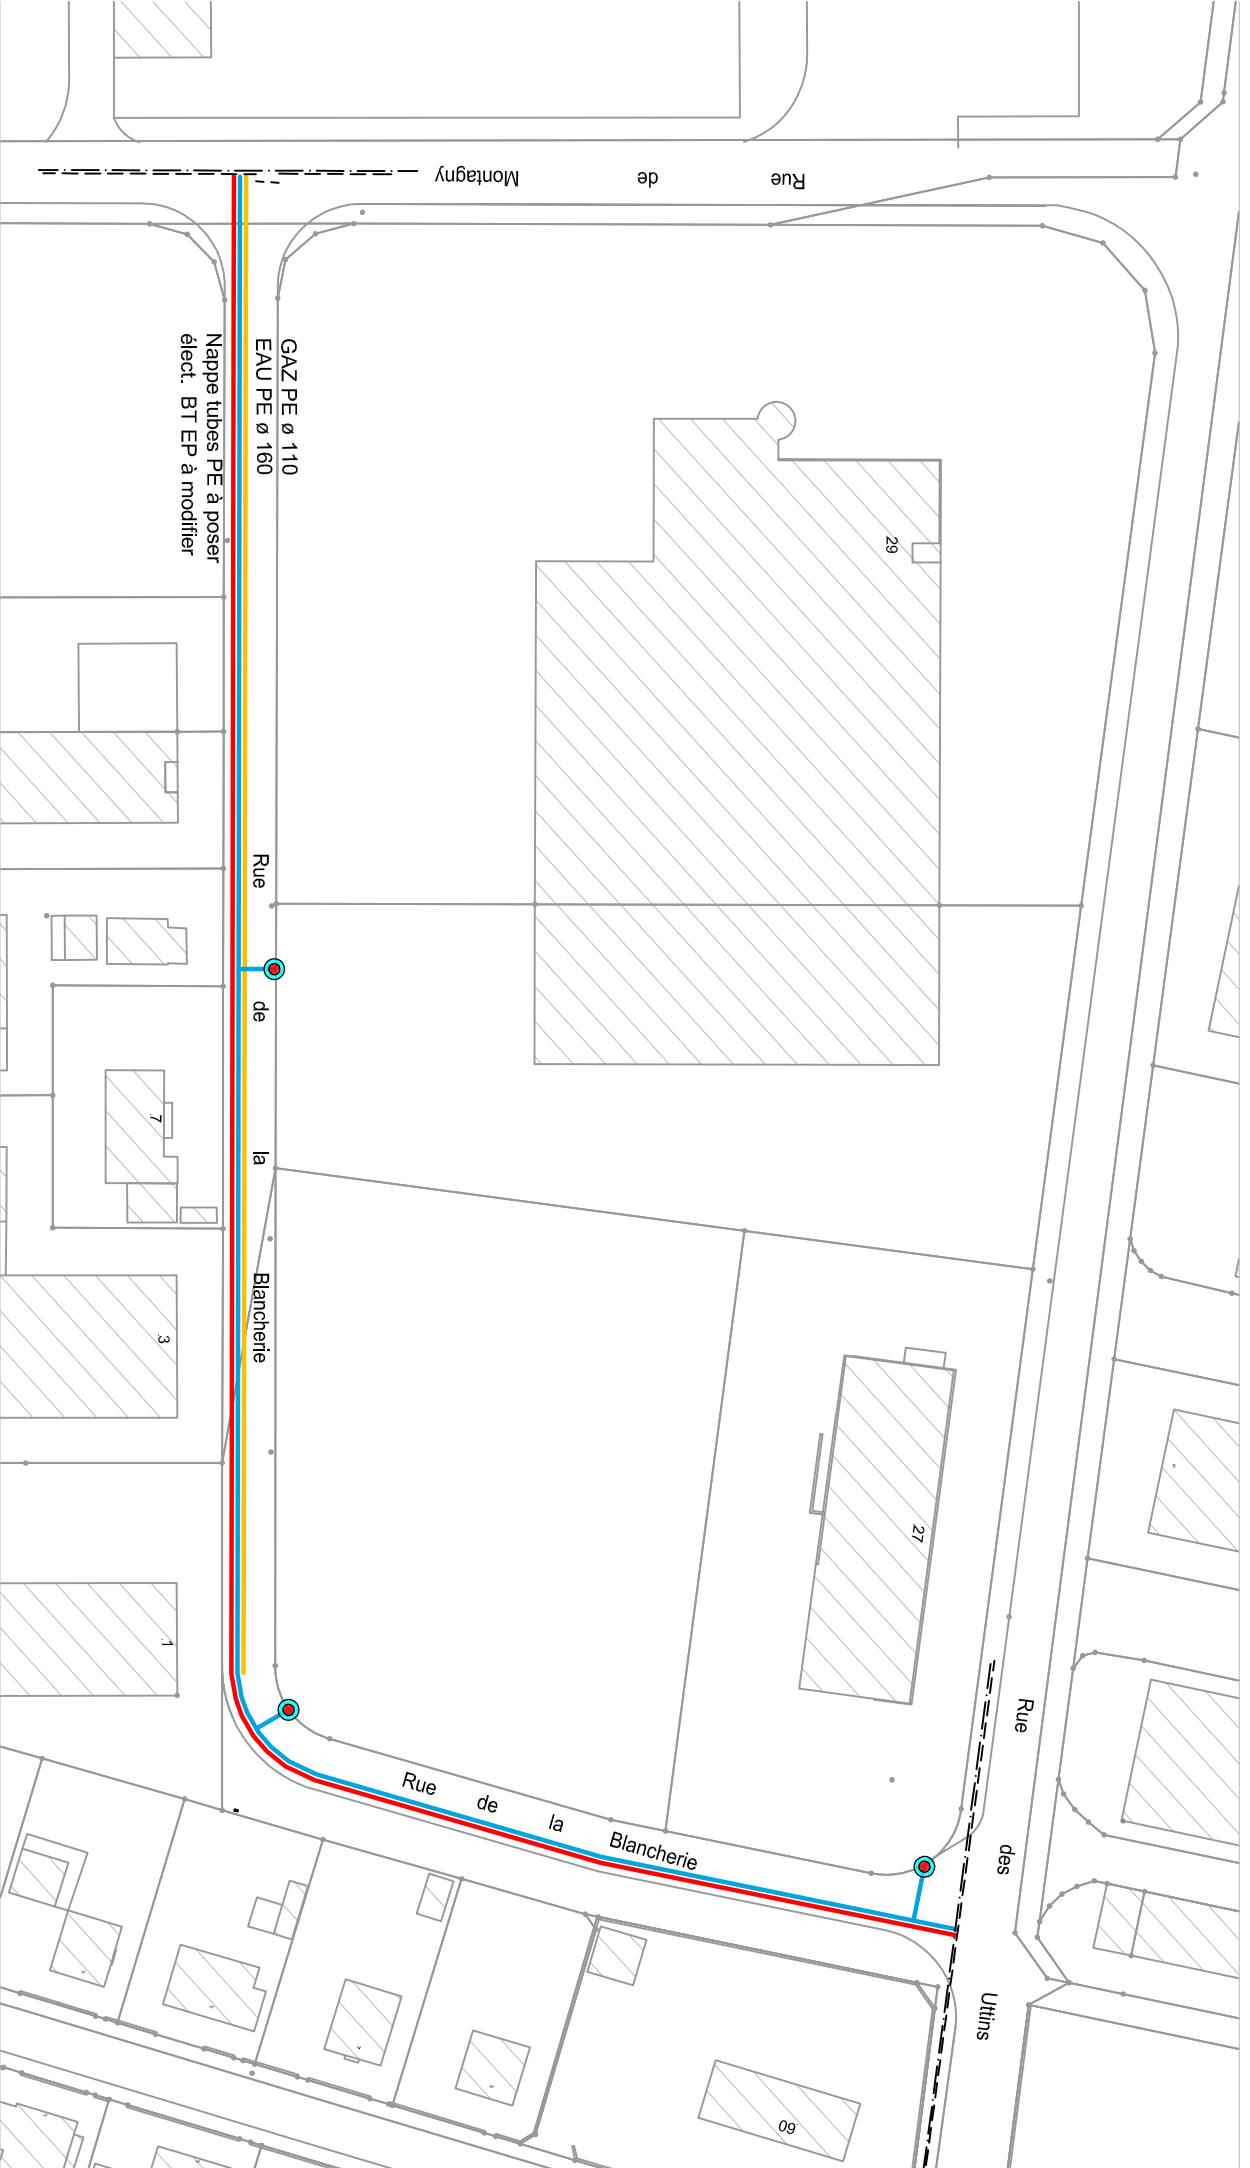 Rue de Montagny
GAZ PE ø 110
EAU PE ø 160
Nappe tubes PE à poser
élect. BT EP à modifier
29
Rue de la Blancherie
7
3
27
1
Rue de la Blancherie
Rue des Uttins
60